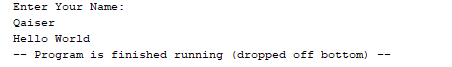 Enter Your Name:
Qaiser
Hello World
-- Program is finished running (dropped off bottom) --